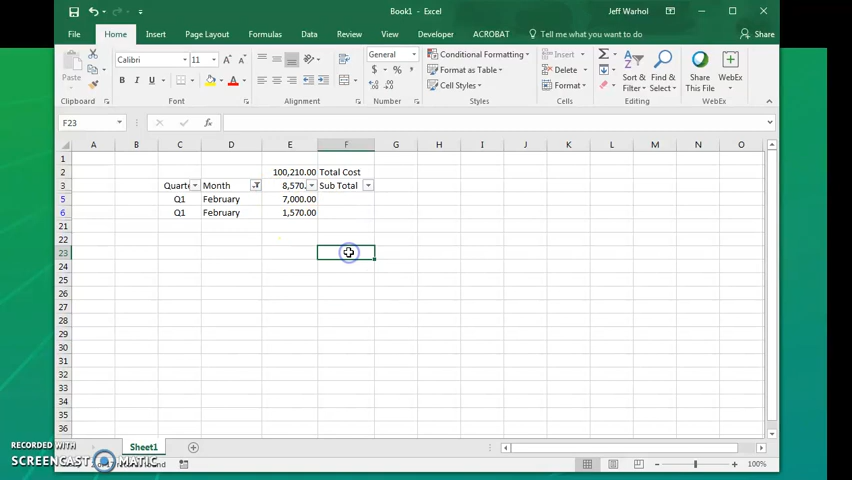 Book1 - Excel
Jeff Warhol
File Home Insert Page Layout Formulas Data Review View Developer ACROBAT Tell me what you want to do Share
Paste
Clipboard
Calibri 11
B I U
Font
Alignment
General
$ % ,
Number
Conditional Formatting
Format as Table
Cell Styles
Styles
Insert
Delete
Format
Cells
Sort & Filter
Find & Select
Editing
Share This File
WebEx
WebEx
F23 fx
A B C D E F G H I J K L M N O
1
2 100,210.00 Total Cost
3 Quarte Month 8,570. Sub Total
5 Q1 February 7,000.00
6 Q1 February 1,570.00
21
22
23
24
25
26
27
28
29
30
31
32
33
34
35
36
Sheet1
RECORDED WITH
SCREENCAST MATIC
100%